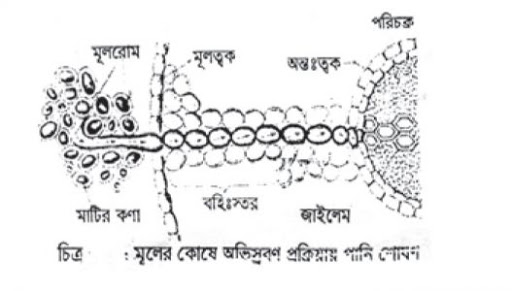 পরিচক্র
মূলরোম
মূলত্বক
অন্তঃত্বক
মাটির কণা
বহিঃস্তর
জাইলেম
চিত্র : মূলের কোষে অভিস্রবণ প্রক্রিয়ায় পানি শোষণ